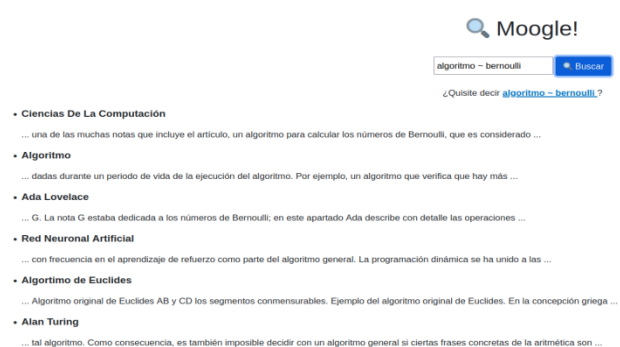 Moogle!
algoritmo ~ bernoulli Buscar
¿Quisite decir algoritmo ~ bernoulli ?
• Ciencias De La Computación
... una de las muchas notas que incluye el artículo, un algoritmo para calcular los números de Bernoulli, que es considerado ...
• Algoritmo
... dadas durante un periodo de vida de la ejecución del algoritmo. Por ejemplo, un algoritmo que verifica que hay más ...
• Ada Lovelace
... G. La nota G estaba dedicada a los números de Bernoulli; en este apartado Ada describe con detalle las operaciones ...
• Red Neuronal Artificial
... con frecuencia en el aprendizaje de refuerzo como parte del algoritmo general. La programación dinámica se ha unido a las ...
• Algortimo de Euclides
... Algoritmo original de Euclides AB y CD los segmentos conmensurables. Ejemplo del algoritmo original de Euclides. En la concepción griega ...
• Alan Turing
... tal algoritmo. Como consecuencia, es también imposible decidir con un algoritmo general si ciertas frases concretas de la aritmética son ...